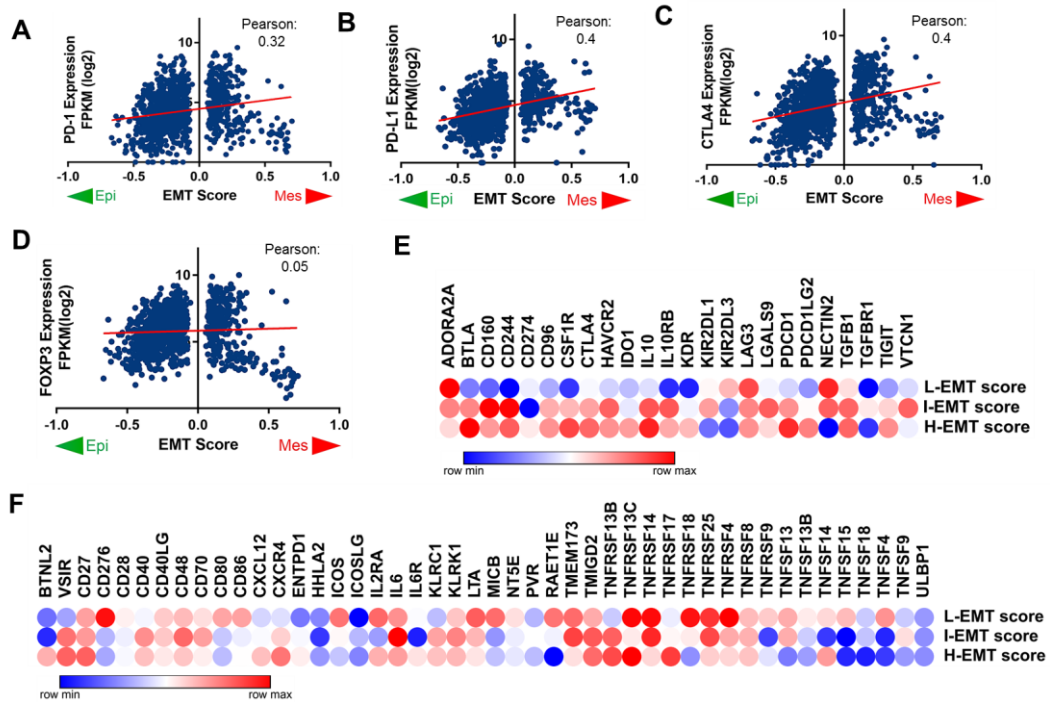 A
PD-1 Expression
FPKM (log2)
10
5
Pearson:
0.32
-1.0 -0.5 0.0 0.5 1.0
Epi EMT Score Mes
B
PD-L1 Expression
FPKM(log2)
10
Pearson:
0.4
-1.0 -0.5 0.0 0.5 1.0
Epi EMT Score Mes
C
CTLA4 Expression
FPKM(log2)
10
Pearson:
0.4
-1.0 -0.5 0.0 0.5 1.0
Epi EMT Score Mes
D
FOXP3 Expression
FPKM(log2)
10
Pearson:
0.05
-1.0 -0.5 0.0 0.5 1.0
Epi EMT Score Mes
E
ADORA2A
BTLA
CD160
CD244
CD274
CD96
CSF1R
CTLA4
HAVCR2
IDO1
IL10
IL10RB
KDR
KIR2DL1
KIR2DL3
LAG3
LGALS9
PDCD1
PDCD1LG2
NECTIN2
TGFB1
TGFBR1
TIGIT
VTCN1
L-EMT score
I-EMT score
H-EMT score
row min row max
F
BTNL2
VSIR
CD27
CD276
CD28
CD40
CD40LG
CD48
CD70
CD80
CD86
CXCL12
CXCR4
ENTPD1
HHLA2
ICOS
ICOSLG
IL2RA
IL6
IL6R
KLRC1
KLRK1
LTA
MICB
NT5E
PVR
RAET1E
TMEM173
TMIGD2
TNFRSF13B
TNFRSF13C
TNFRSF14
TNFRSF17
TNFRSF18
TNFRSF25
TNFRSF4
TNFRSF8
TNFRSF9
TNFSF13
TNFSF13B
TNFSF14
TNFSF15
TNFSF18
TNFSF4
TNFSF9
ULBP1
L-EMT score
I-EMT score
H-EMT score
row min row max